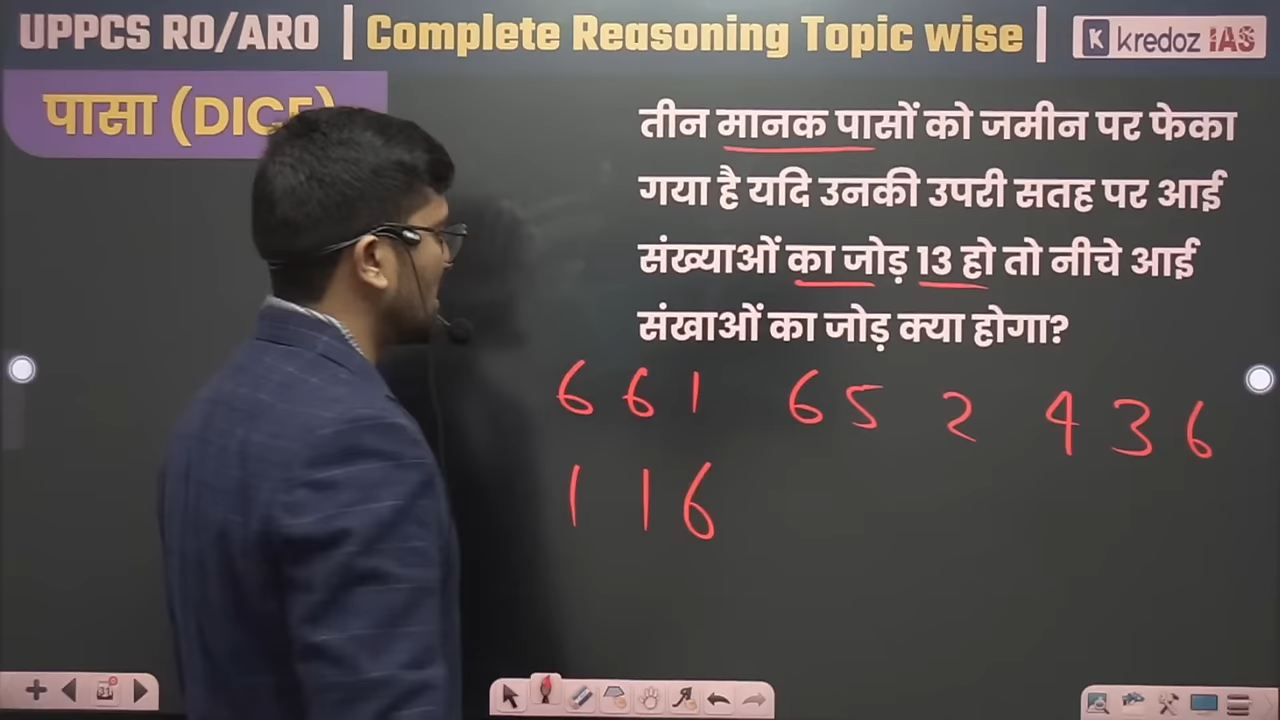 UPPCS RO/ARO | Complete Reasoning Topic wise |
K kredoz IAS
पासा (DICE)
तीन मानक पासों को जमीन पर फेका
गया है यदि उनकी उपरी सतह पर आई
संख्याओं का जोड़ 13 हो तो नीचे आई
संखाओं का जोड़ क्या होगा?
6 6 1 6 5 2 4 3 6
1 1 6
31